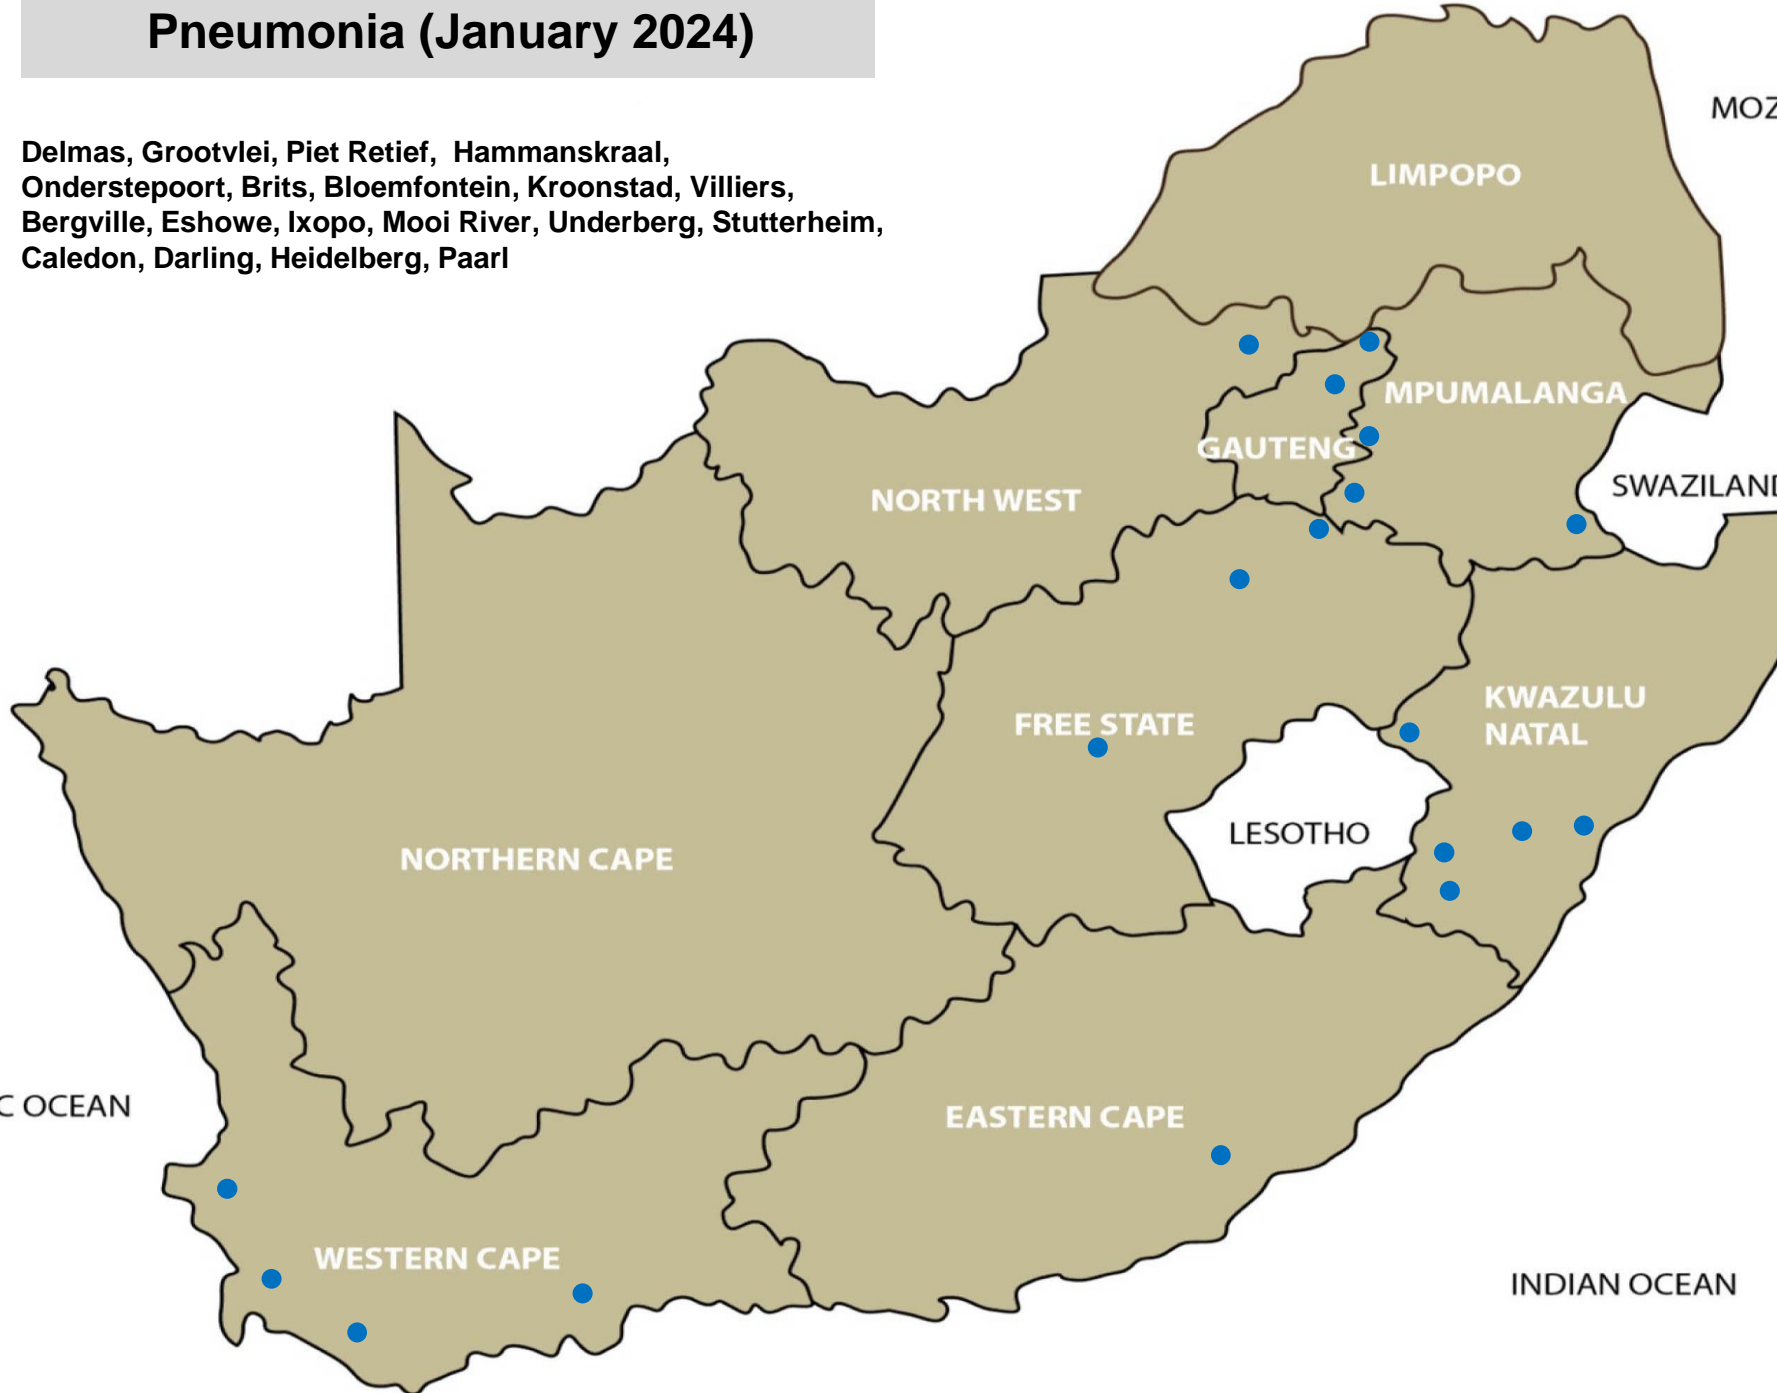 Pneumonia (January 2024)
Delmas, Grootvlei, Piet Retief, Hammanskraal,
Onderstepoort, Brits, Bloemfontein, Kroonstad, Villiers,
Bergville, Eshowe, Ixopo, Mooi River, Underberg, Stutterheim,
Caledon, Darling, Heidelberg, Paarl
MOZ
LIMPOPO
MPUMALANGA
GAUTENG
SWAZILAND
NORTH WEST
KWAZULU
NATAL
FREE STATE
LESOTHO
NORTHERN CAPE
C OCEAN
EASTERN CAPE
WESTERN CAPE
INDIAN OCEAN